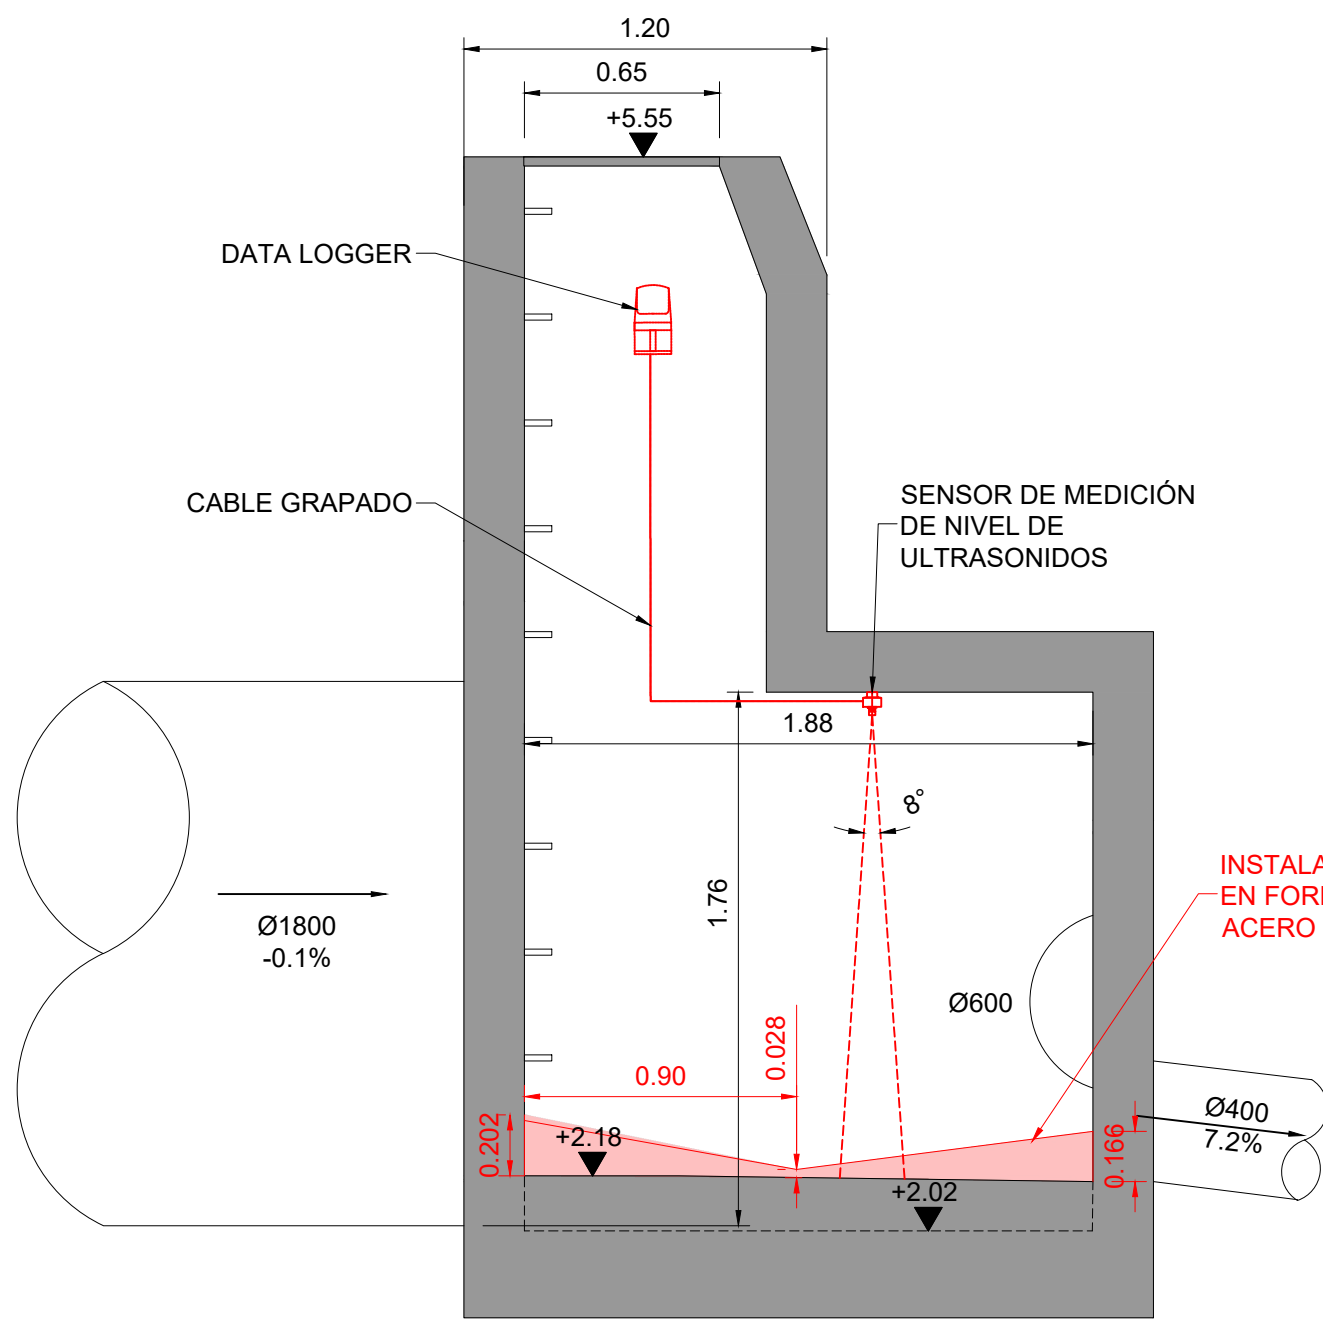 1.20
0.65
+5.55
DATA LOGGER
CABLE GRAPADO
SENSOR DE MEDICIÓN
DE NIVEL DE
ULTRASONIDOS
1.88
8°
1.76
Ø1800
-0.1%
EN
ACERO
Ø600
0.028
0.90
0.202
+2.18
+2.02
0.166
Ø400
7.2%